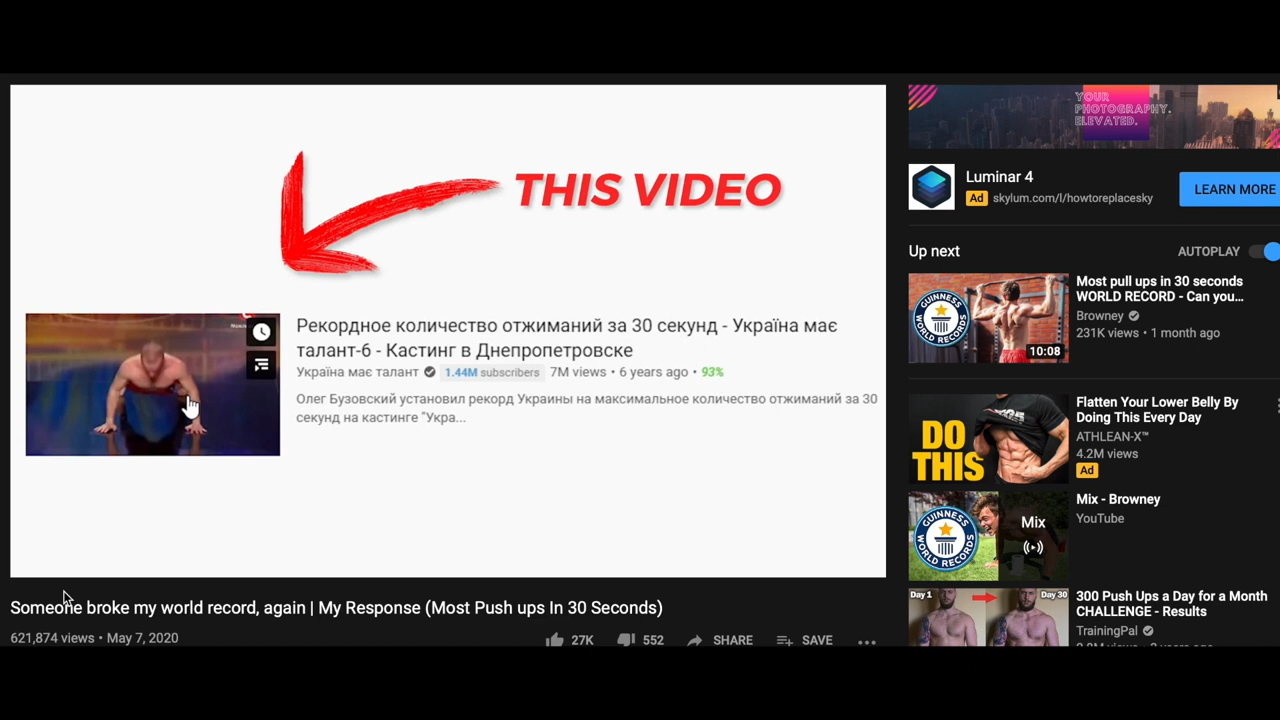 THIS VIDEO
Рекордное количество отжиманий за 30 секунд - Україна має
талант-6 - Кастинг в Днепропетровске
Україна має талант 1.44M subscribers 7M views • 6 years ago • 93%
Олег Бузовский установил рекорд Украины на максимальное количество отжиманий за 30
секунд на кастинге "Укра...
Someone broke my world record, again | My Response (Most Push ups In 30 Seconds)
621,874 views • May 7, 2020
27K 552 SHARE SAVE
YOUR
PHOTOGRAPHY.
ELEVATED.
Luminar 4
Ad skylum.com/l/howtoreplacesky
LEARN MORE
Up next
AUTOPLAY
GUINNESS
WORLD RECORDS
10:08
Most pull ups in 30 seconds
WORLD RECORD - Can you...
Browney
231K views • 1 month ago
DO
THIS
Flatten Your Lower Belly By
Doing This Every Day
ATHLEAN-X™
4.2M views
Ad
GUINNESS
WORLD RECORDS
Mix
Mix - Browney
YouTube
Day 1
Day 30
300 Push Ups a Day for a Month
CHALLENGE - Results
TrainingPal